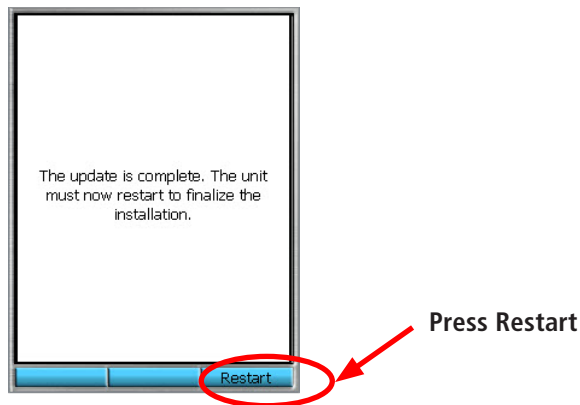 The update is complete. The unit
must now restart to finalize the
installation.
Press Restart
Restart